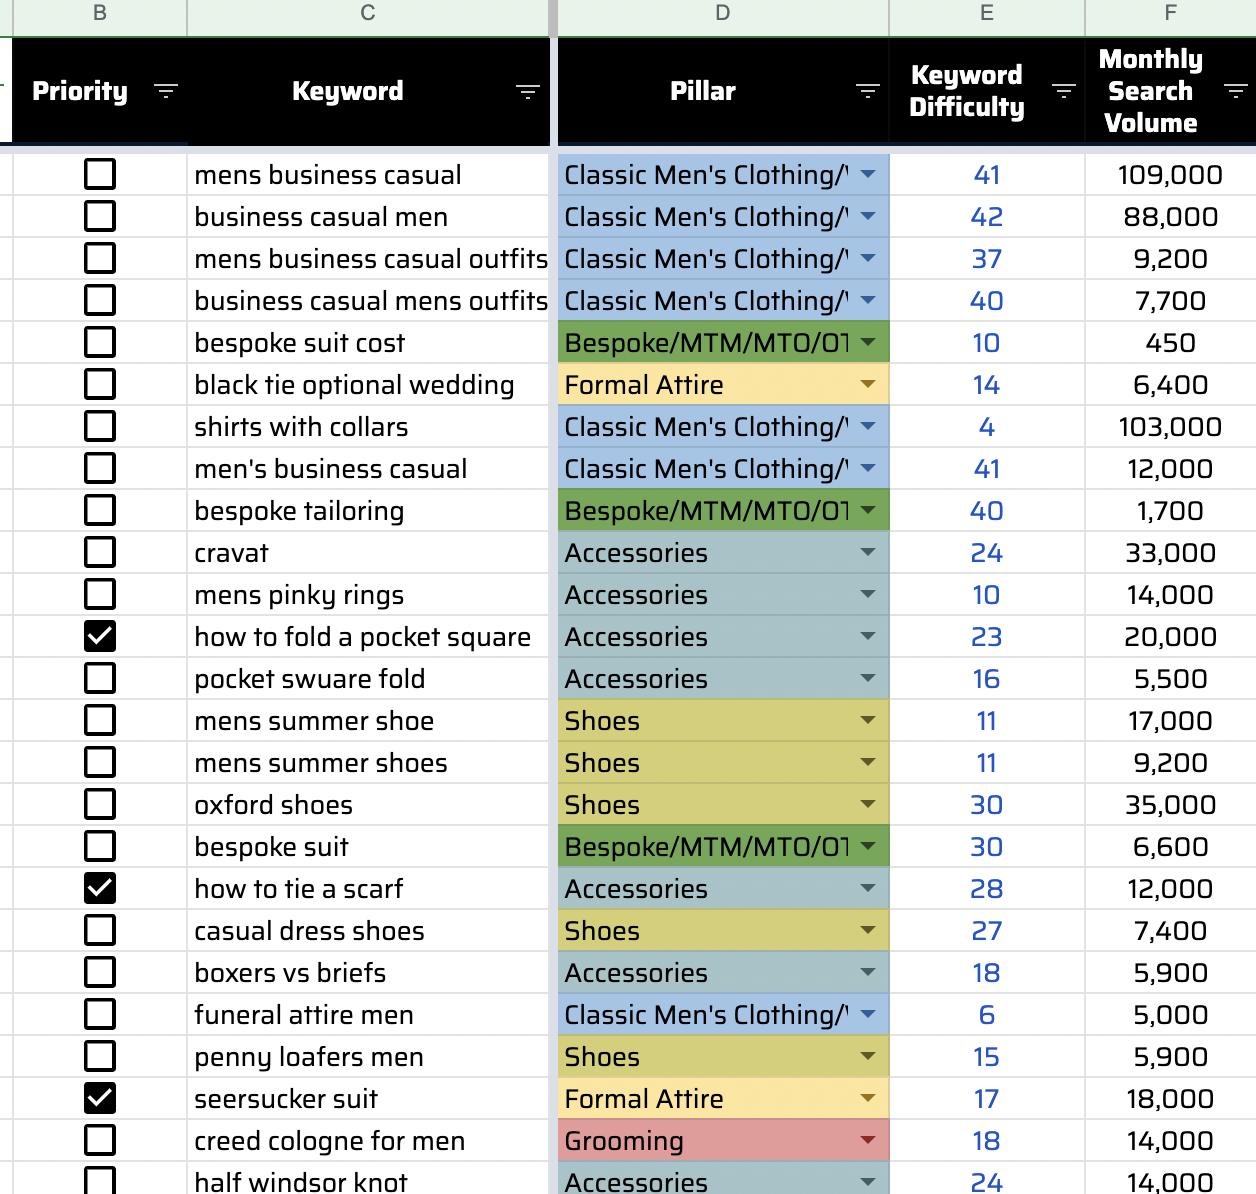 B C D E F
Priority Keyword Pillar Keyword Difficulty Monthly Search Volume
mens business casual Classic Men's Clothing/ 41 109,000
business casual men Classic Men's Clothing/ 42 88,000
mens business casual outfits Classic Men's Clothing/ 37 9,200
business casual mens outfits Classic Men's Clothing/ 40 7,700
bespoke suit cost Bespoke/MTM/MTO/OT 10 450
black tie optional wedding Formal Attire 14 6,400
shirts with collars Classic Men's Clothing/ 4 103,000
men's business casual Classic Men's Clothing/ 41 12,000
bespoke tailoring Bespoke/MTM/MTO/OT 40 1,700
cravat Accessories 24 33,000
mens pinky rings Accessories 10 14,000
how to fold a pocket square Accessories 23 20,000
pocket swuare fold Accessories 16 5,500
mens summer shoe Shoes 11 17,000
mens summer shoes Shoes 11 9,200
oxford shoes Shoes 30 35,000
bespoke suit Bespoke/MTM/MTO/OT 30 6,600
how to tie a scarf Accessories 28 12,000
casual dress shoes Shoes 27 7,400
boxers vs briefs Accessories 18 5,900
funeral attire men Classic Men's Clothing/ 6 5,000
penny loafers men Shoes 15 5,900
seersucker suit Formal Attire 17 18,000
creed cologne for men Grooming 18 14,000
half windsor knot Accessories 24 14,000